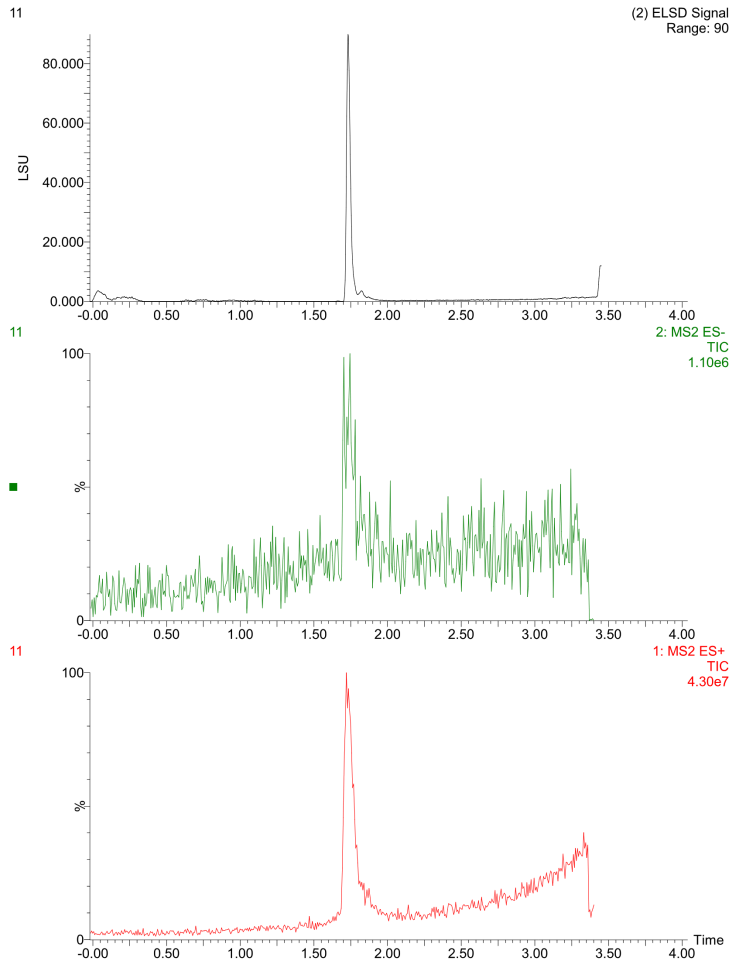 11
(2) ELSD Signal
Range: 90
LSU
80.000
60.000
40.000
20.000
0.000
-0.00 0.50 1.00 1.50 2.00 2.50 3.00 3.50 4.00
11
2: MS2 ES-
TIC
1.10e6
100
%
0
-0.00 0.50 1.00 1.50 2.00 2.50 3.00 3.50 4.00
11
1: MS2 ES+
TIC
4.30e7
100
%
0
-0.00 0.50 1.00 1.50 2.00 2.50 3.00 3.50 4.00
Time